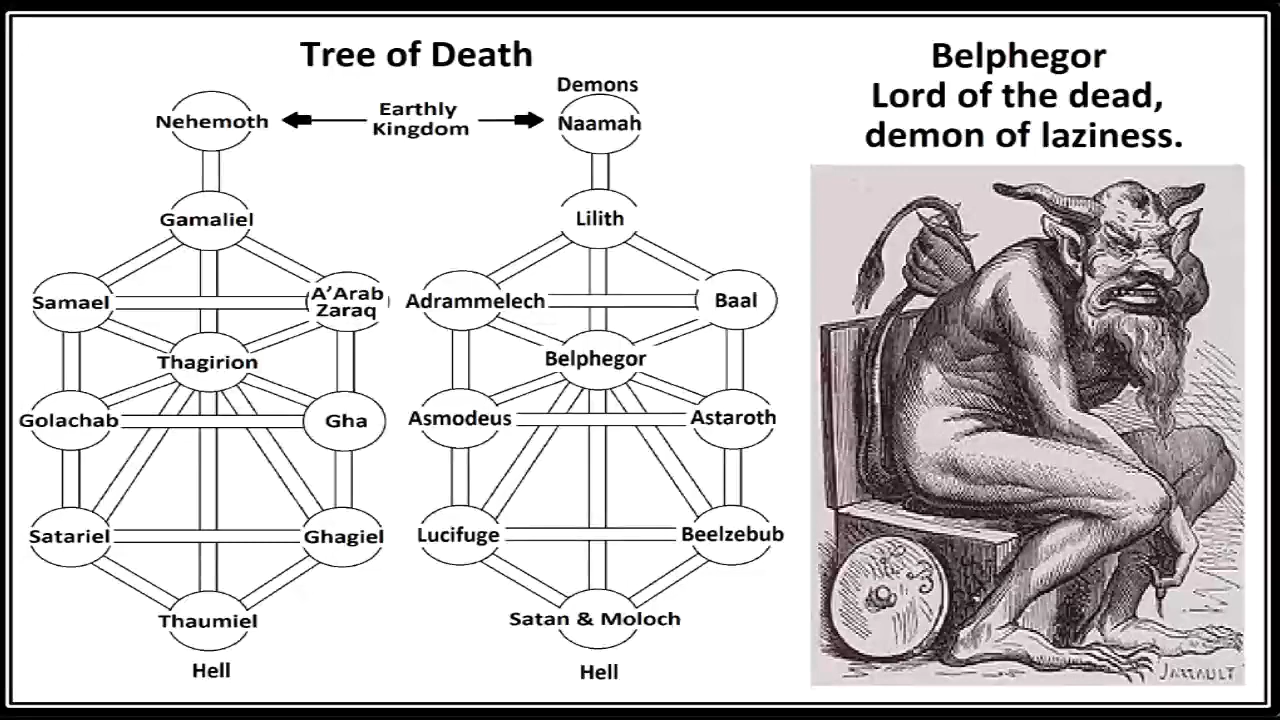 Tree of Death
Nehemoth
Earthly
Kingdom
Gamaliel
Samael
A'Arab
Zaraq
Thagirion
Golachab
Gha
Satariel
Ghagiel
Thaumiel
Hell
Demons
Naamah
Lilith
Adrammelech
Baal
Belphegor
Asmodeus
Astaroth
Lucifuge
Beelzebub
Satan & Moloch
Hell
Belphegor
Lord of the dead,
demon of laziness.